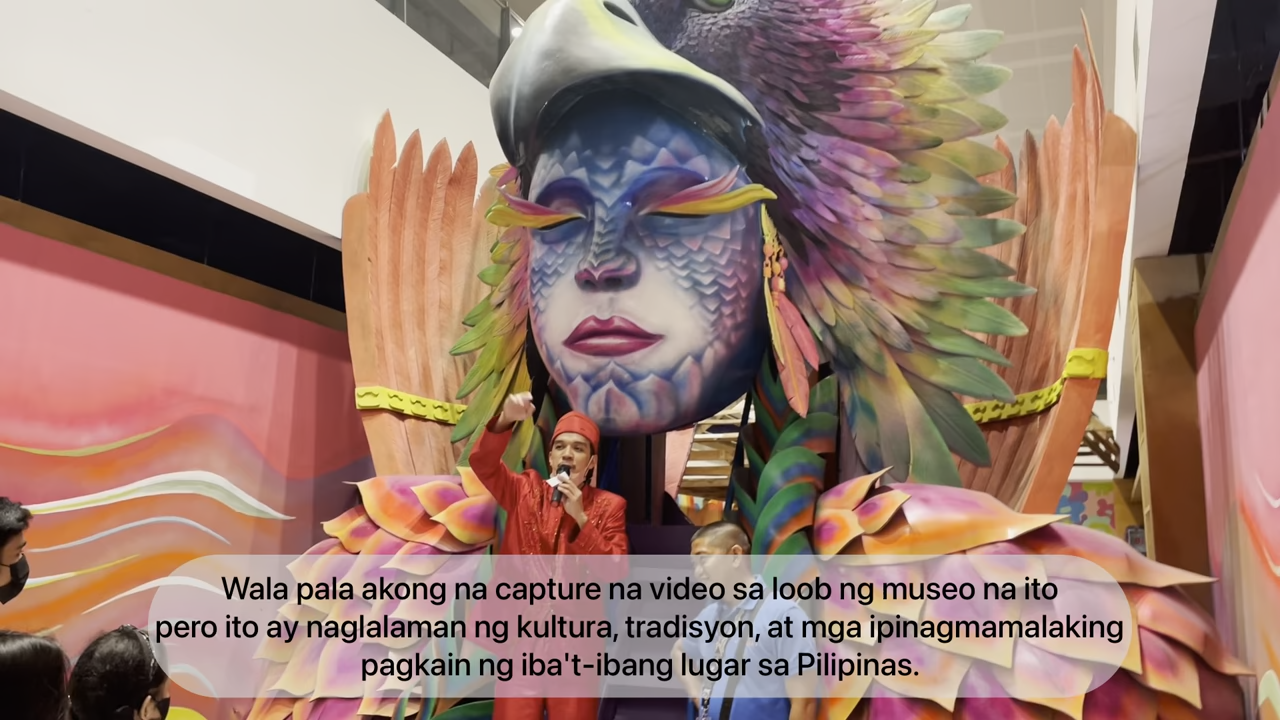 Wala pala akong na capture na video sa loob ng museo na ito
pero ito ay naglalaman ng kultura, tradisyon, at mga ipinagmamalaking
pagkain ng iba't-ibang lugar sa Pilipinas.